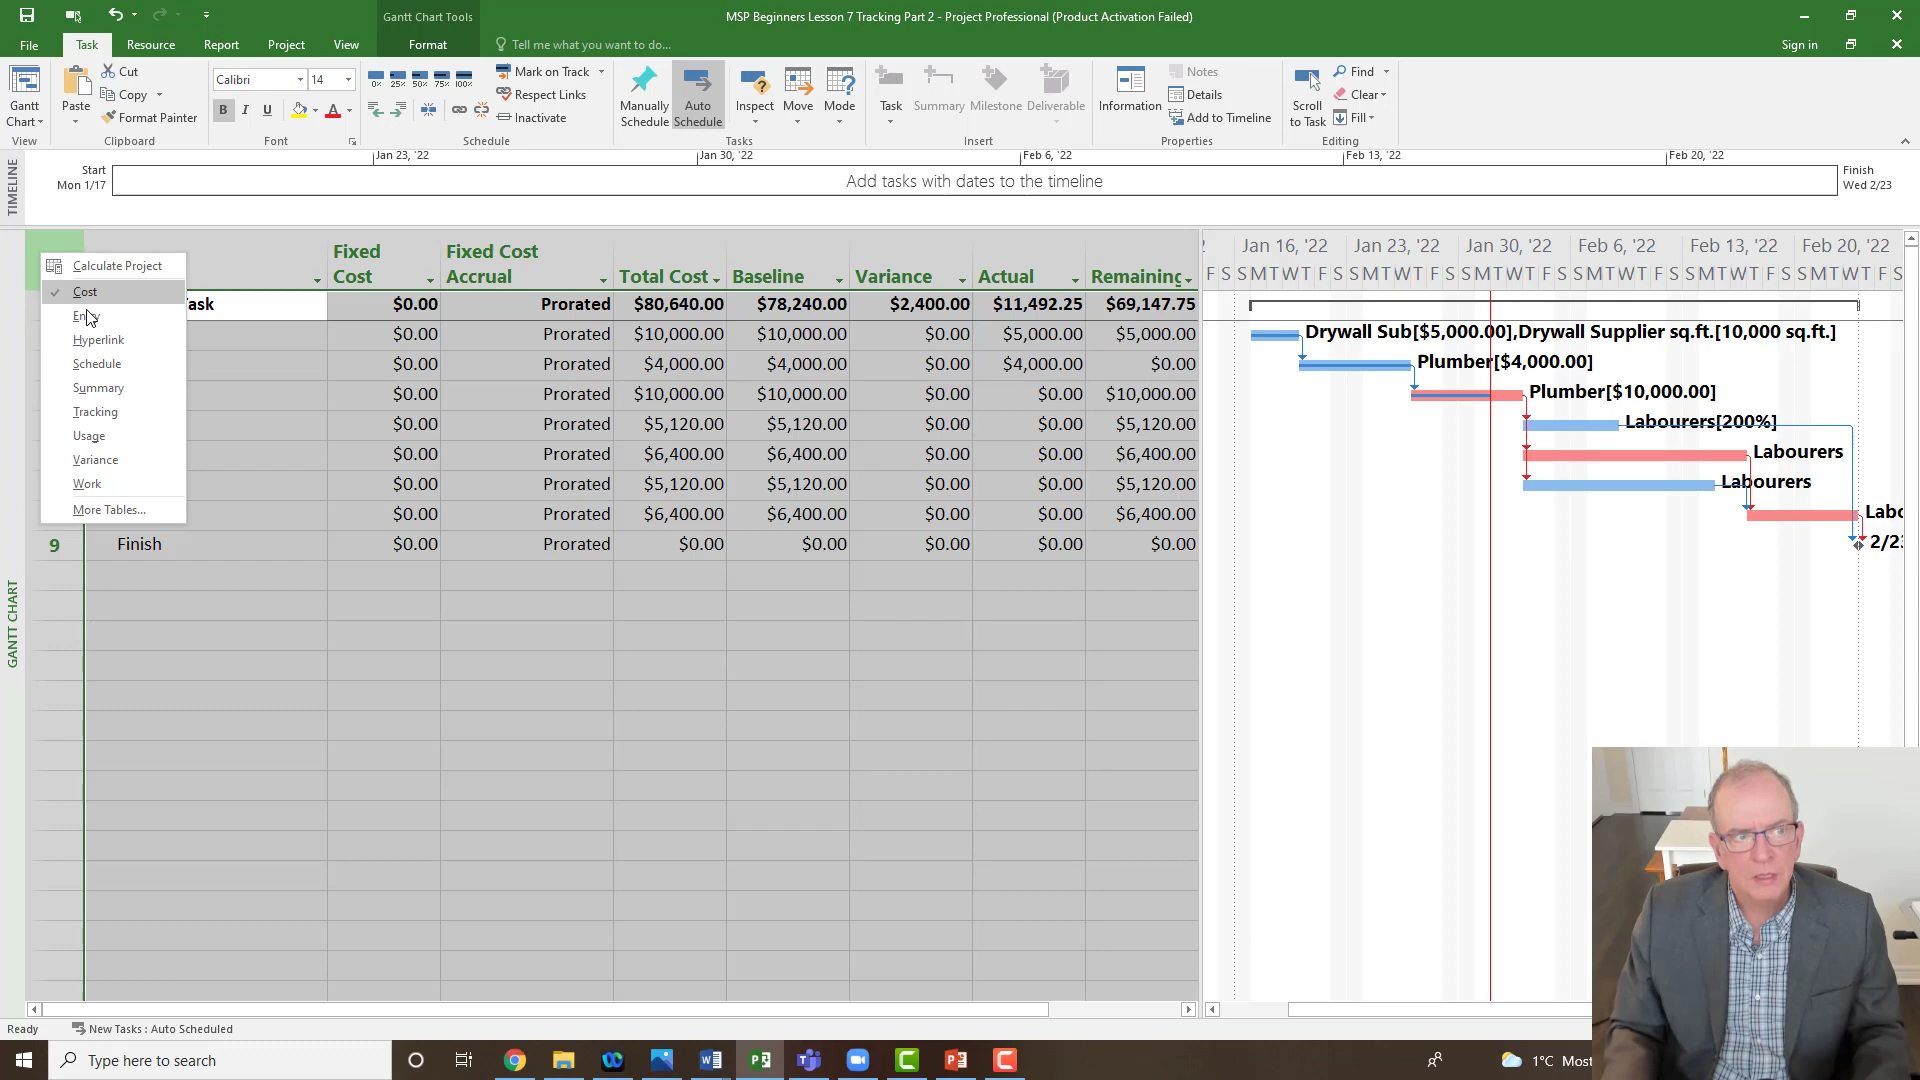 Gantt Chart Tools
MSP Beginners Lesson 7 Tracking Part 2 - Project Professional (Product Activation Failed)
File
Task
Resource
Report
Project
View
Format
Tell me what you want to do...
Sign in
Gantt Chart
View
Paste
Cut
Copy
Format Painter
Clipboard
Calibri
14
B
I
U
A
Font
0%
25%
50%
75%
100%
Mark on Track
Respect Links
Inactivate
Schedule
Manually Schedule
Auto Schedule
Inspect
Move
Mode
Tasks
Task
Summary
Milestone
Deliverable
Insert
Information
Notes
Details
Add to Timeline
Properties
Scroll to Task
Find
Clear
Fill
Editing
TIMELINE
Start
Mon 1/17
Jan 23, '22
Jan 30, '22
Feb 6, '22
Feb 13, '22
Feb 20, '22
Add tasks with dates to the timeline
Finish
Wed 2/23
GANTT CHART
Calculate Project
Cost
Hyperlink
Schedule
Summary
Tracking
Usage
Variance
Work
More Tables...
Fixed Cost
Fixed Cost Accrual
Total Cost
Baseline
Variance
Actual
Remaining
Task $0.00 Prorated $80,640.00 $78,240.00 $2,400.00 $11,492.25 $69,147.75
$0.00 Prorated $10,000.00 $10,000.00 $0.00 $5,000.00 $5,000.00
$0.00 Prorated $4,000.00 $4,000.00 $0.00 $4,000.00 $0.00
$0.00 Prorated $10,000.00 $10,000.00 $0.00 $0.00 $10,000.00
$0.00 Prorated $5,120.00 $5,120.00 $0.00 $0.00 $5,120.00
$0.00 Prorated $6,400.00 $6,400.00 $0.00 $0.00 $6,400.00
$0.00 Prorated $5,120.00 $5,120.00 $0.00 $0.00 $5,120.00
$0.00 Prorated $6,400.00 $6,400.00 $0.00 $0.00 $6,400.00
9 Finish $0.00 Prorated $0.00 $0.00 $0.00 $0.00 $0.00
2 Jan 16, '22 Jan 23, '22 Jan 30, '22 Feb 6, '22 Feb 13, '22 Feb 20, '22
F S S M T W T F S S M T W T F S S M T W T F S S M T W T F S S M T W T F S S M T W T F S
Drywall Sub[$5,000.00],Drywall Supplier sq.ft.[10,000 sq.ft.]
Plumber[$4,000.00]
Plumber[$10,000.00]
Labourers[200%]
Labourers
Labourers
Labo
2/23
Ready
New Tasks : Auto Scheduled
Type here to search
1°C Most